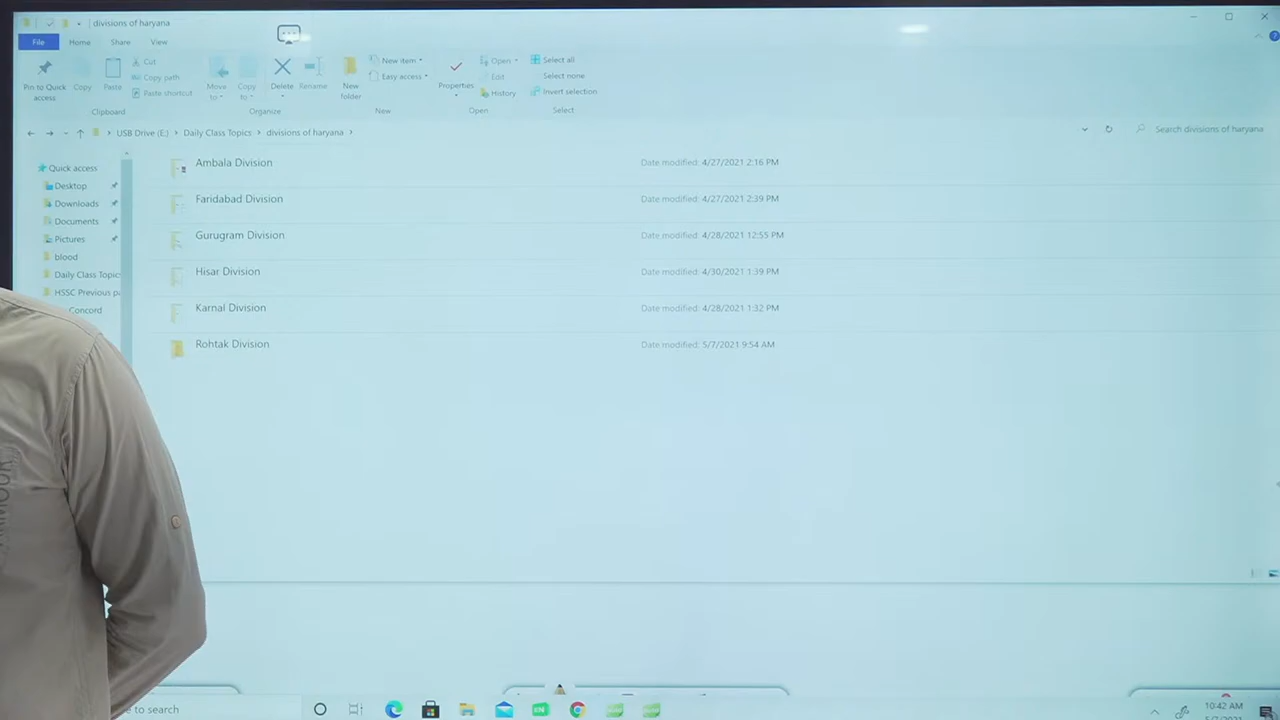 divisions of haryana
File Home Share View
Pin to Quick access
Copy
Paste
Cut
Copy path
Paste shortcut
Clipboard
Move to
Copy to
Delete
Rename
Organize
New folder
New item
Easy access
New
Properties
Open
Edit
History
Open
Select all
Select none
Invert selection
Select
USB Drive (E:) > Daily Class Topics > divisions of haryana >
Search divisions of haryana
Quick access
Desktop
Downloads
Documents
Pictures
blood
Daily Class Topic
HSSC Previous pa
Concord
Ambala Division Date modified: 4/27/2021 2:16 PM
Faridabad Division Date modified: 4/27/2021 2:39 PM
Gurugram Division Date modified: 4/28/2021 12:55 PM
Hisar Division Date modified: 4/30/2021 1:39 PM
Karnal Division Date modified: 4/28/2021 1:32 PM
Rohtak Division Date modified: 5/7/2021 9:54 AM
e to search
EN
10:42 AM